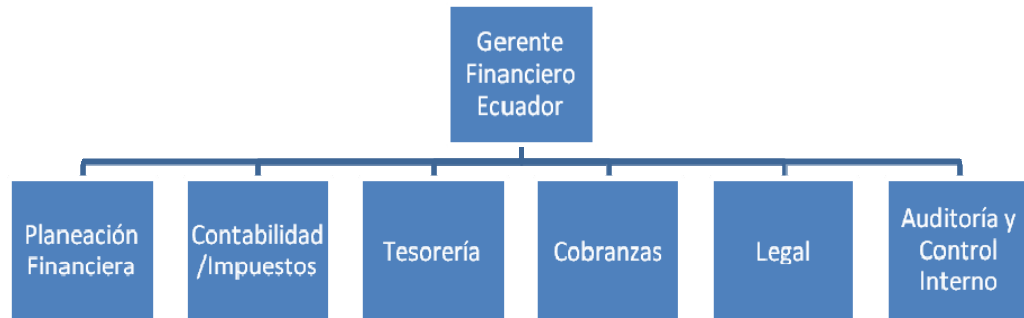 Gerente
Financiero
Ecuador
Planeación
Financiera
Contabilidad
/Impuestos
Tesorería
Cobranzas
Legal
Auditoría y
Control
Interno